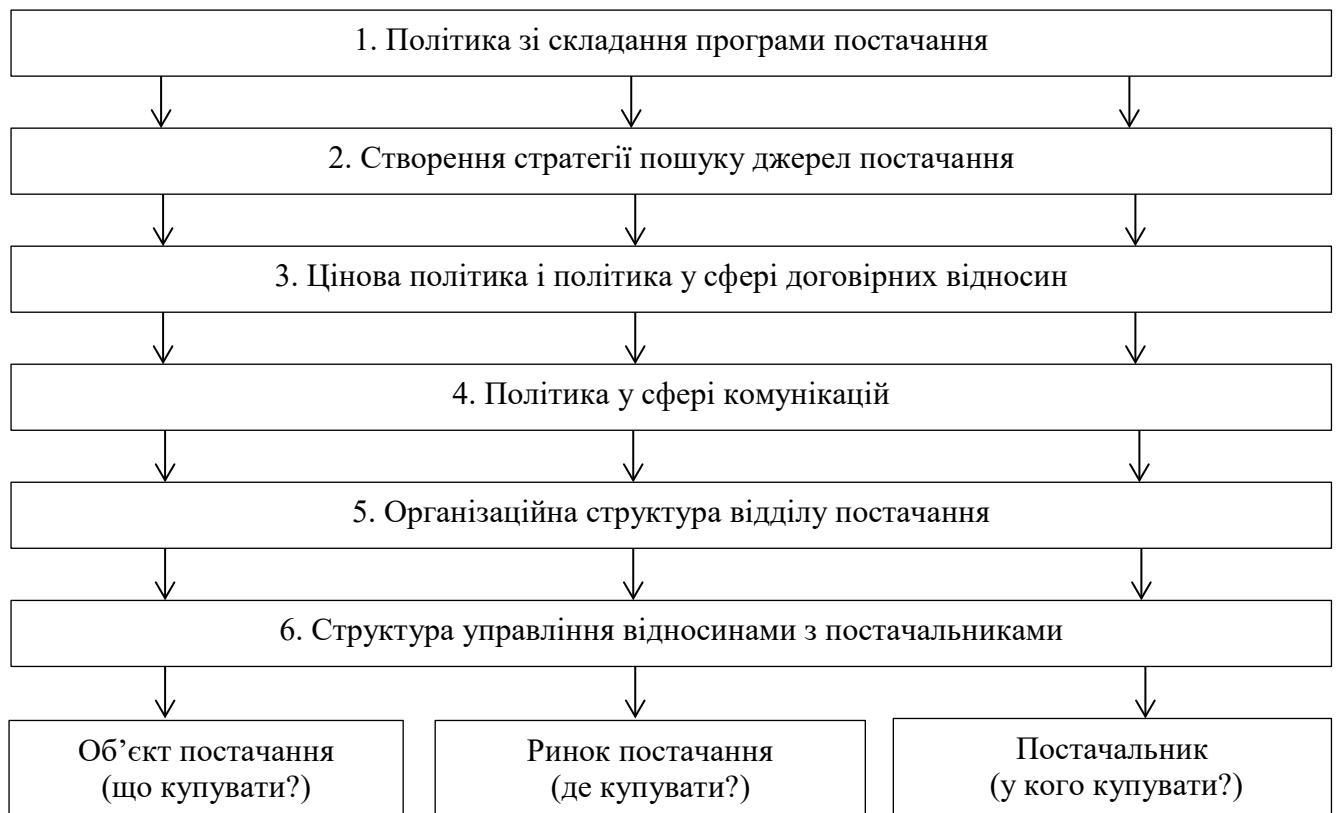 1. Політика зі складання програми постачання
2. Створення стратегії пошуку джерел постачання
3. Цінова політика і політика у сфері договірних відносин
4. Політика у сфері комунікацій
5. Організаційна структура відділу постачання
6. Структура управління відносинами з постачальниками
Об’єкт постачання
(що купувати?)
Ринок постачання
(де купувати?)
Постачальник
(у кого купувати?)